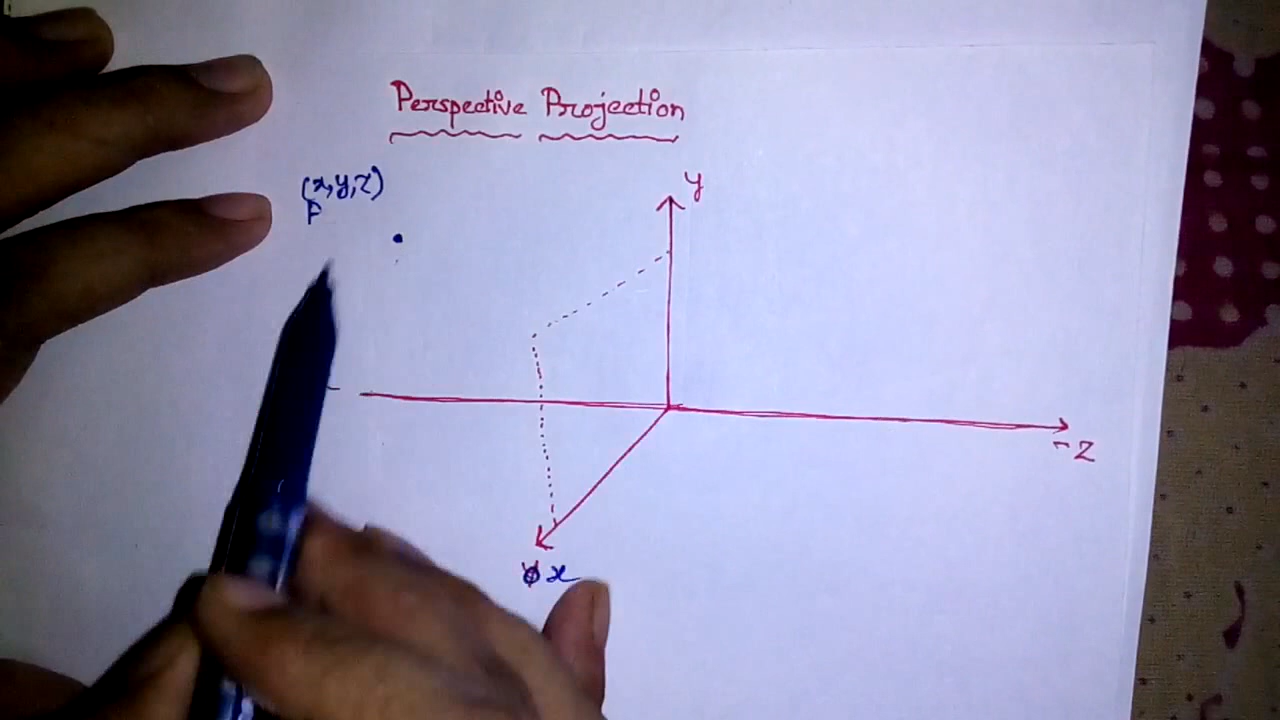 Perspective Projection
(x,y,z)
P
y
-z
x